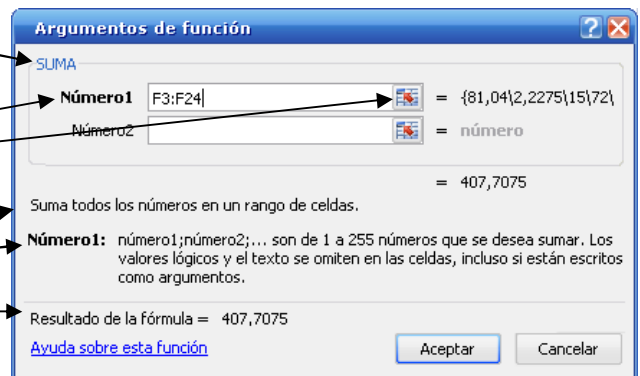 Argumentos de función
SUMA
Número1 F3:F24 = {81,04\2,2275\15\72\
Número2 = número
= 407,7075
Suma todos los números en un rango de celdas.
Número1: número1;número2;... son de 1 a 255 números que se desea sumar. Los
valores lógicos y el texto se omiten en las celdas, incluso si están escritos
como argumentos.
Resultado de la fórmula = 407,7075
Ayuda sobre esta función Aceptar Cancelar